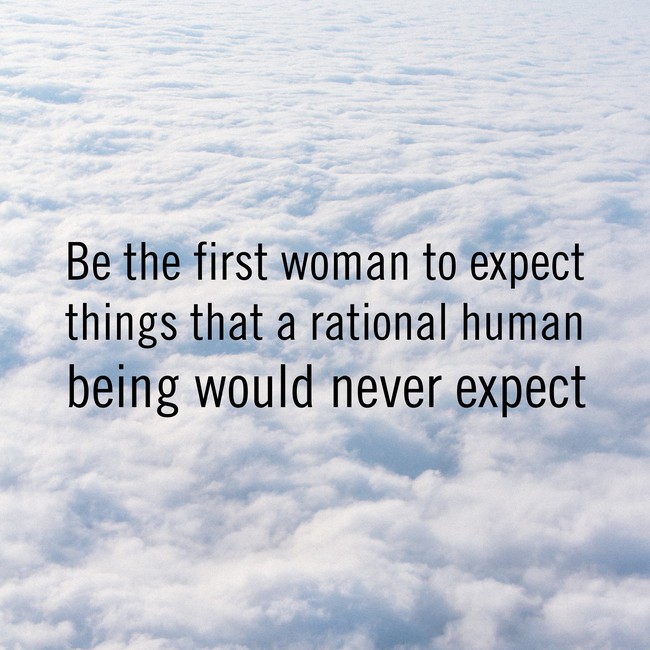 Be the first woman to expect
things that a rational human
being would never expect